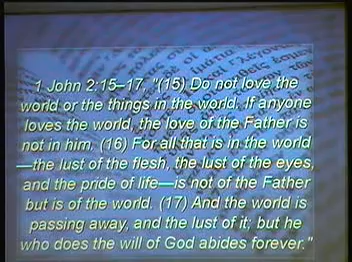 1 John 2:15–17, "(15) Do not love the
world or the things in the world. If anyone
loves the world, the love of the Father is
not in him. (16) For all that is in the world
—the lust of the flesh, the lust of the eyes,
and the pride of life—is not of the Father
but is of the world. (17) And the world is
passing away, and the lust of it; but he
who does the will of God abides forever."